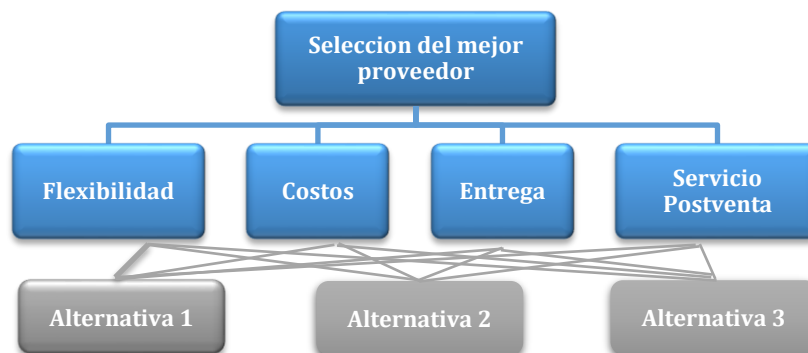 Seleccion del mejor
proveedor
Flexibilidad
Costos
Entrega
Servicio
Postventa
Alternativa 1
Alternativa 2
Alternativa 3